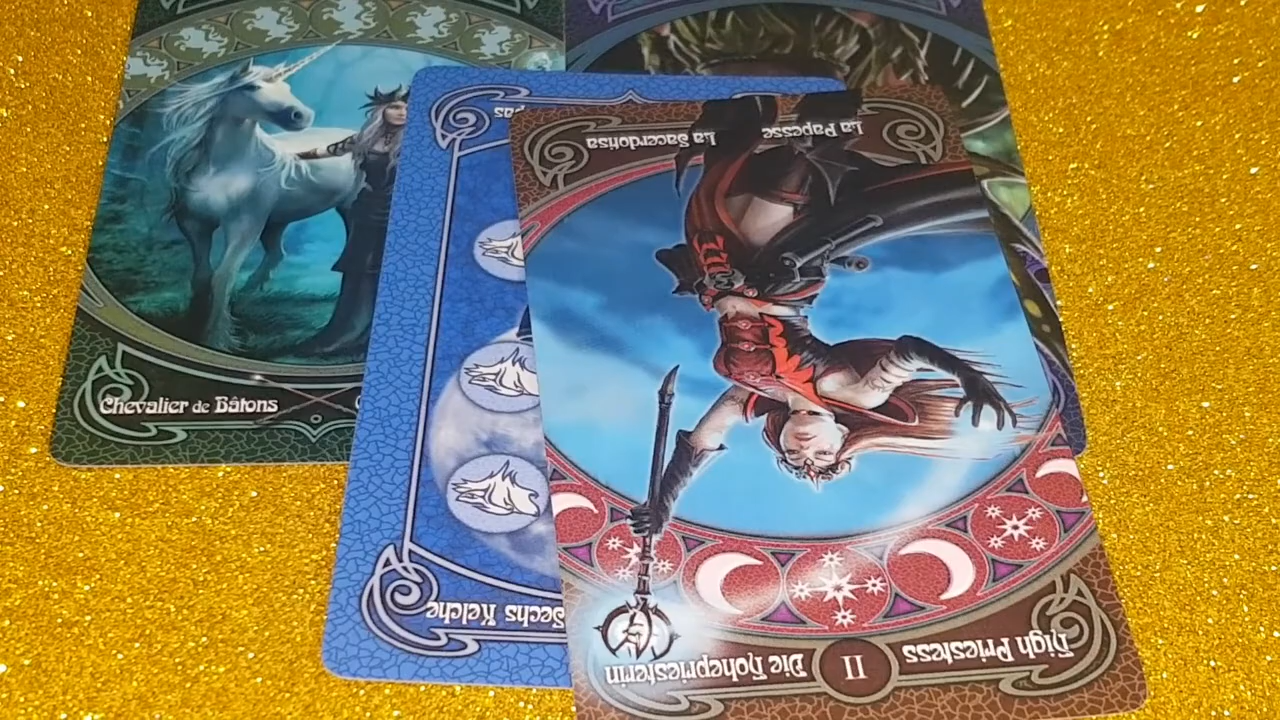 La Papesse
La Sacerdotisa
Chevalier de Bâtons
Sechs Kelche
High Priestess
II
Die Hohepriesterin